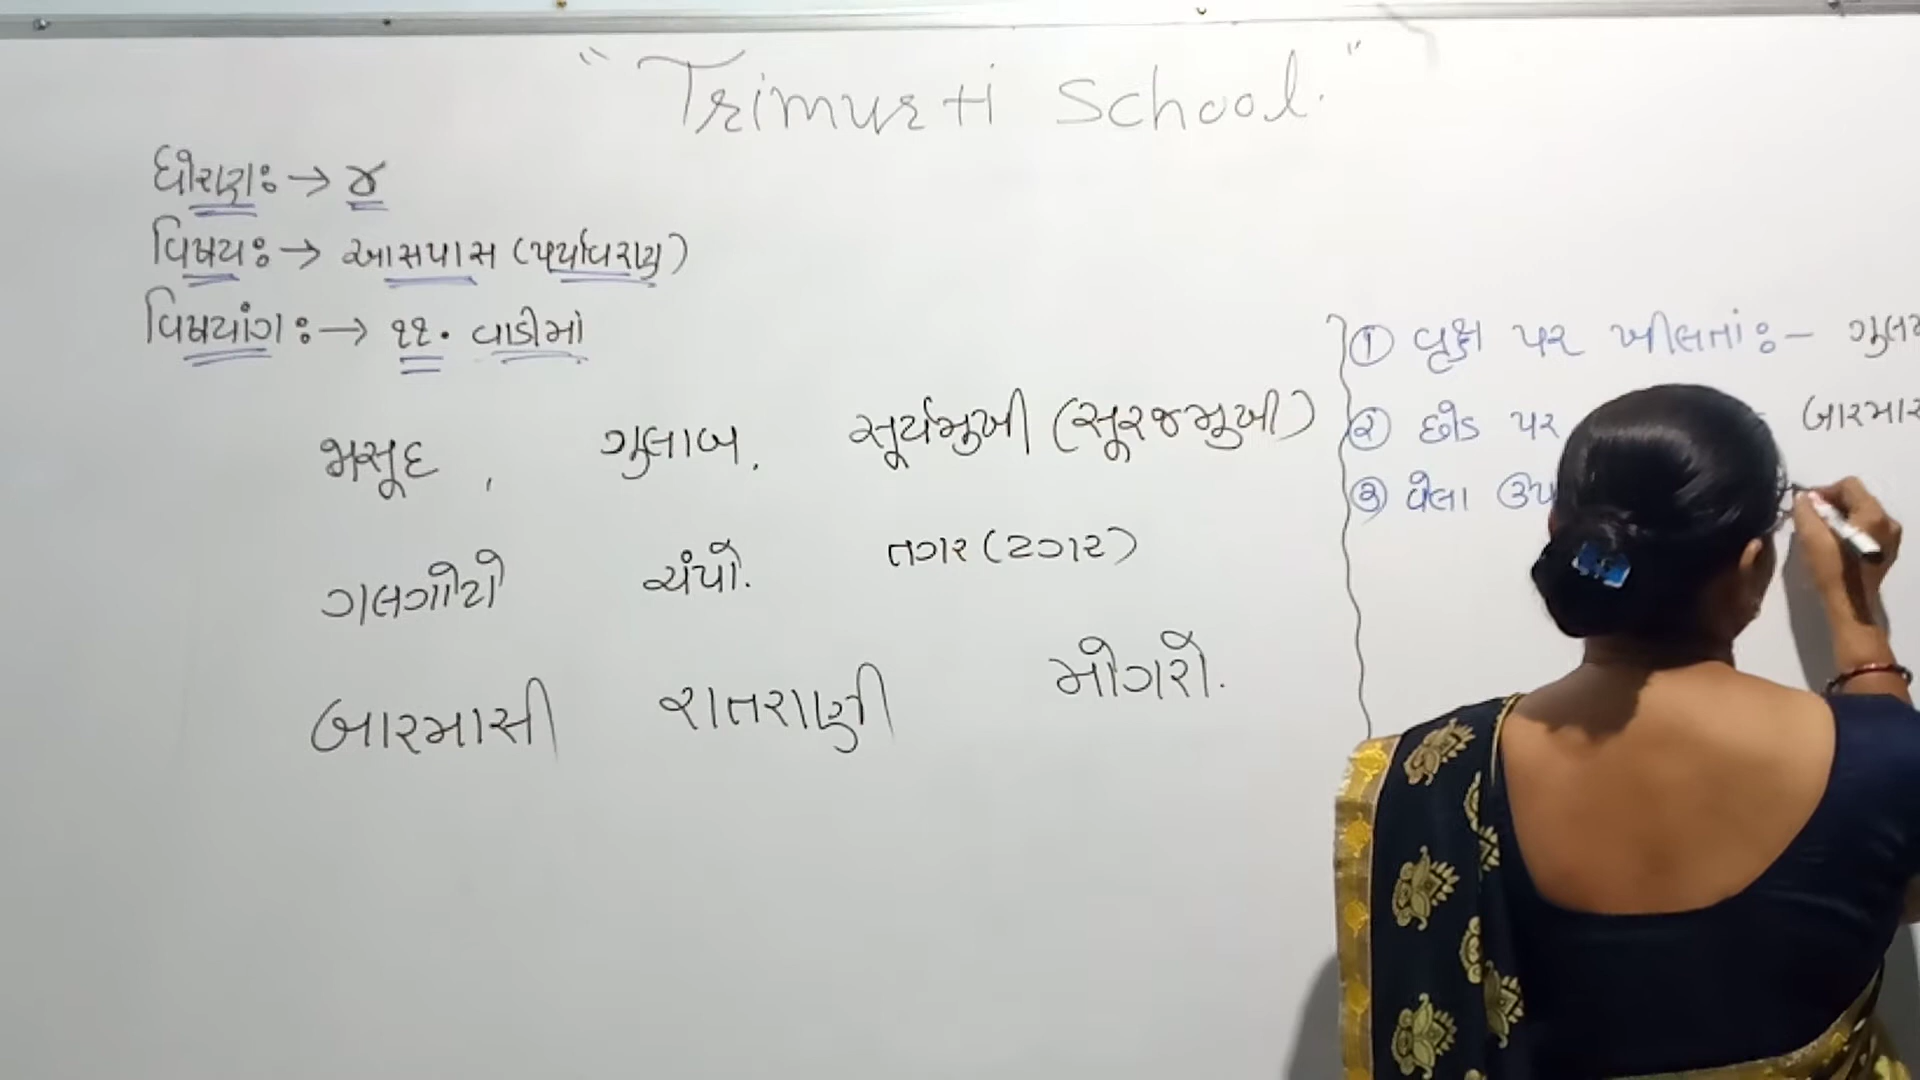 "Trimurti School."
ધોરણઃ→ ૪
વિષયઃ→ આસપાસ (પર્યાવરણ)
વિષયાંગઃ→ ૧૧. વાડીમાં
જાસૂદ , ગુલાબ, સૂર્યમુખી (સૂરજમુખી)
ગલગોટો ચંપો. તગર (ટગર)
બારમાસી રાતરાણી મોગરો.
① વૃક્ષ પર ખીલતાંઃ-
② છોડ પર
③ વેલા